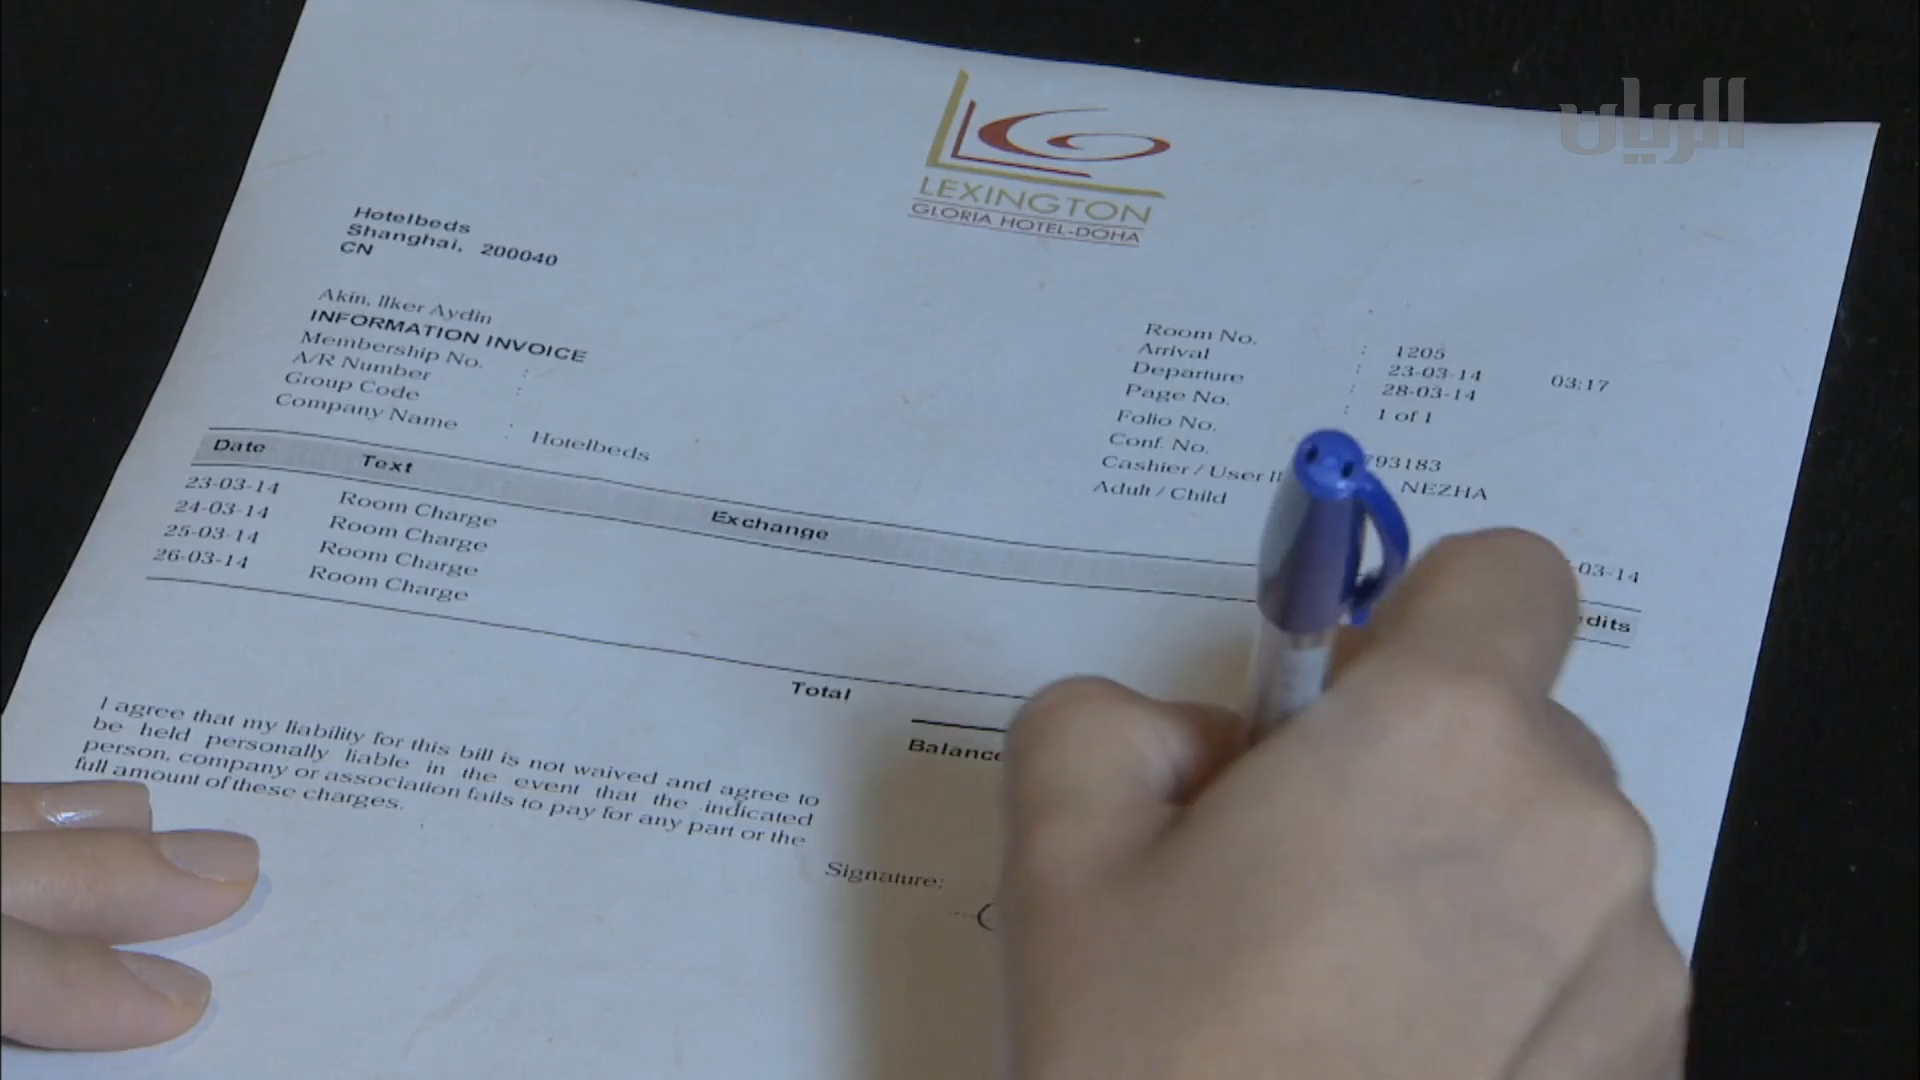 الريان
LEXINGTON
GLORIA HOTEL-DOHA
Hotelbeds
Shanghai, 200040
CN
Akin, Ilker Aydin
INFORMATION INVOICE
Membership No. :
A/R Number :
Group Code
Company Name : Hotelbeds
Room No. : 1205
Arrival : 23-03-14 03:17
Departure : 28-03-14
Page No. : 1 of 1
Folio No.
Conf. No. 793183
Cashier / User NEZHA
Adult / Child
-03-14
Date Text Exchange
23-03-14 Room Charge
24-03-14 Room Charge
25-03-14 Room Charge
26-03-14 Room Charge
Total
Balance
I agree that my liability for this bill is not waived and agree to
be held personally liable in the event that the indicated
person, company or association fails to pay for any part or the
full amount of these charges.
Signature: